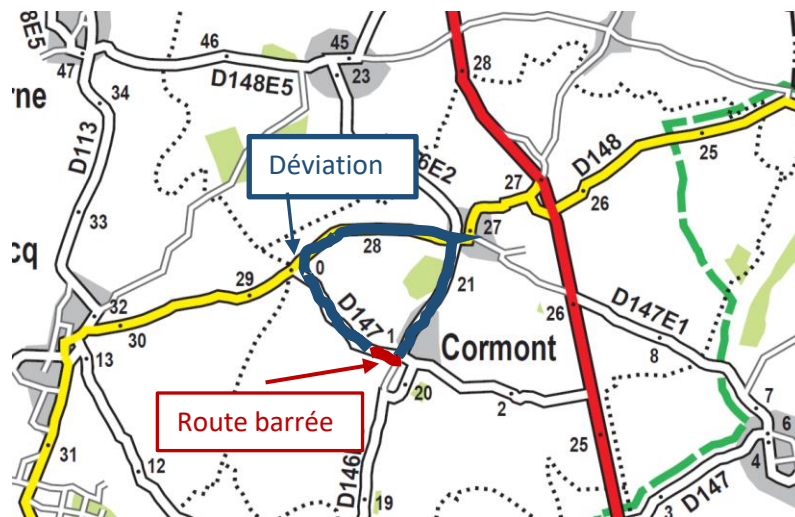 8E5
46
45
47
D148E5
23
28
rne
34
D113
Déviation
6E2
D148
25
27
26
33
28
27
cq
29
0
21
32
D147
1
26
D147E1
30
Cormont
8
13
20
2
7
Route barrée
6
31
25
4
12
D146
19
3
D147